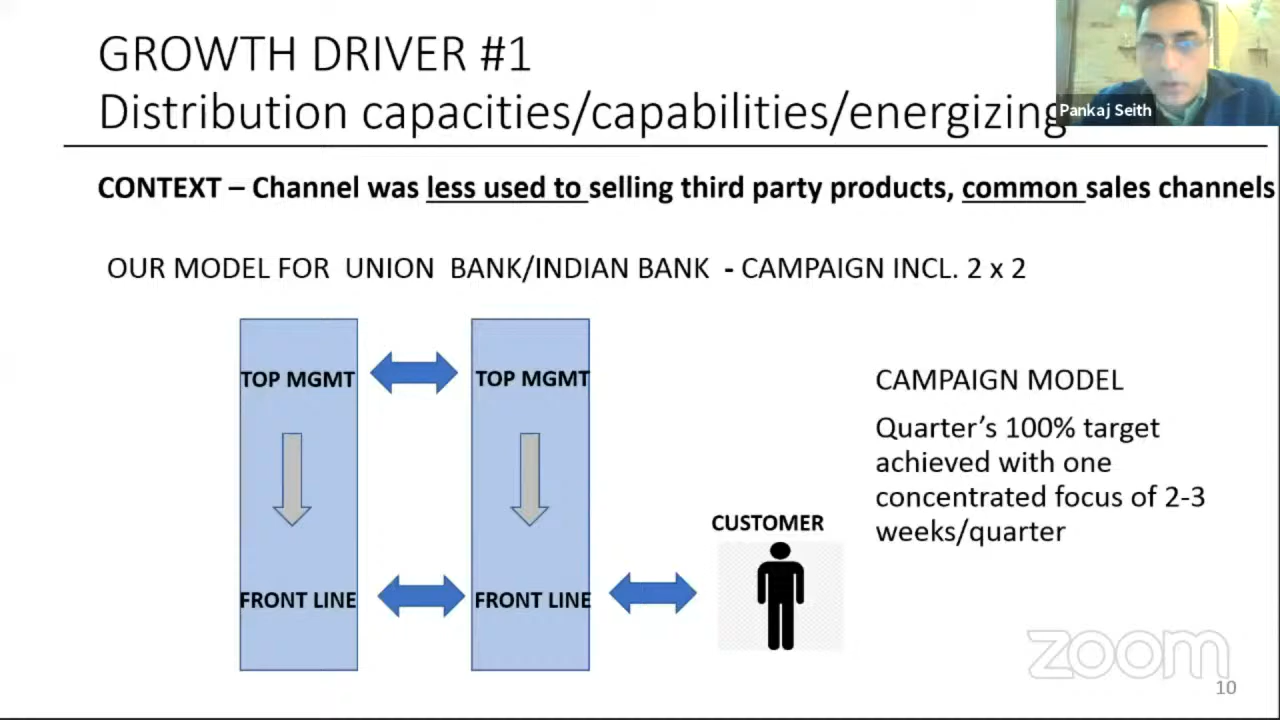 GROWTH DRIVER #1
Distribution capacities/capabilities/energizing
Pankaj Seith
CONTEXT – Channel was less used to selling third party products, common sales channels
OUR MODEL FOR UNION BANK/INDIAN BANK - CAMPAIGN INCL. 2 x 2
TOP MGMT
TOP MGMT
CAMPAIGN MODEL
Quarter's 100% target
achieved with one
concentrated focus of 2-3
weeks/quarter
CUSTOMER
FRONT LINE
FRONT LINE
zoom
10